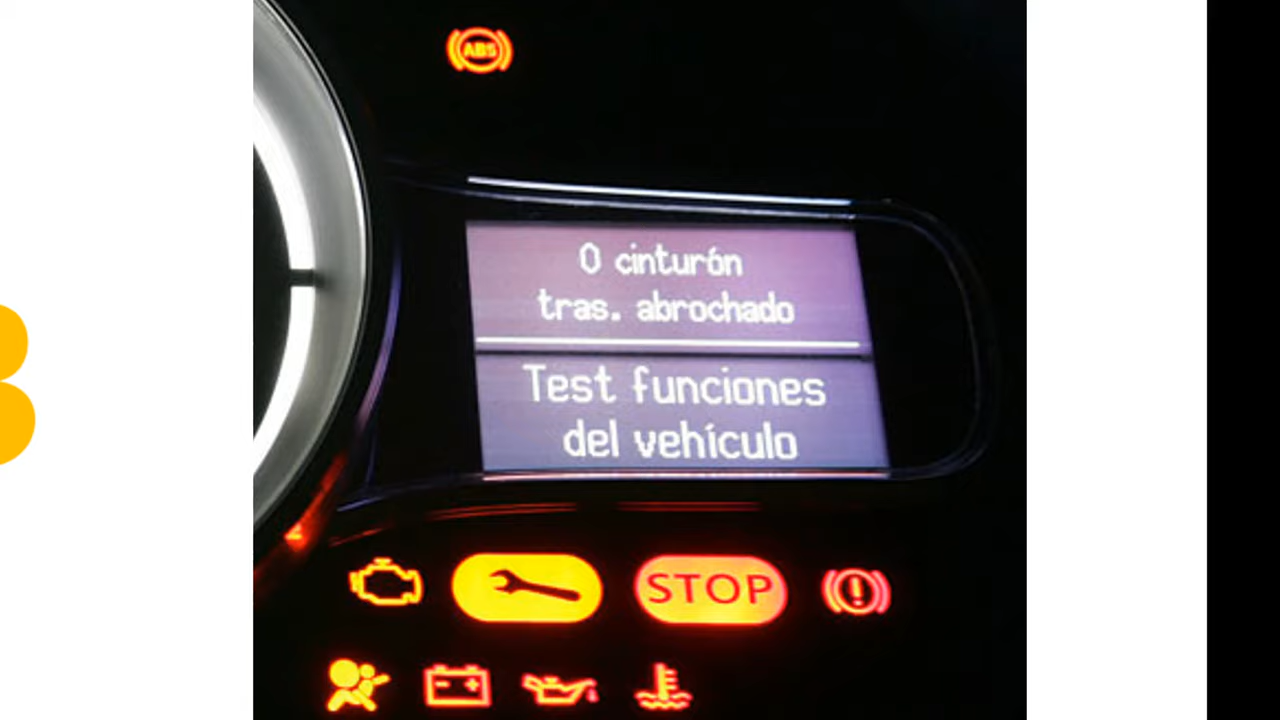 ABS
0 cinturón
tras. abrochado
Test funciones
del vehículo
STOP